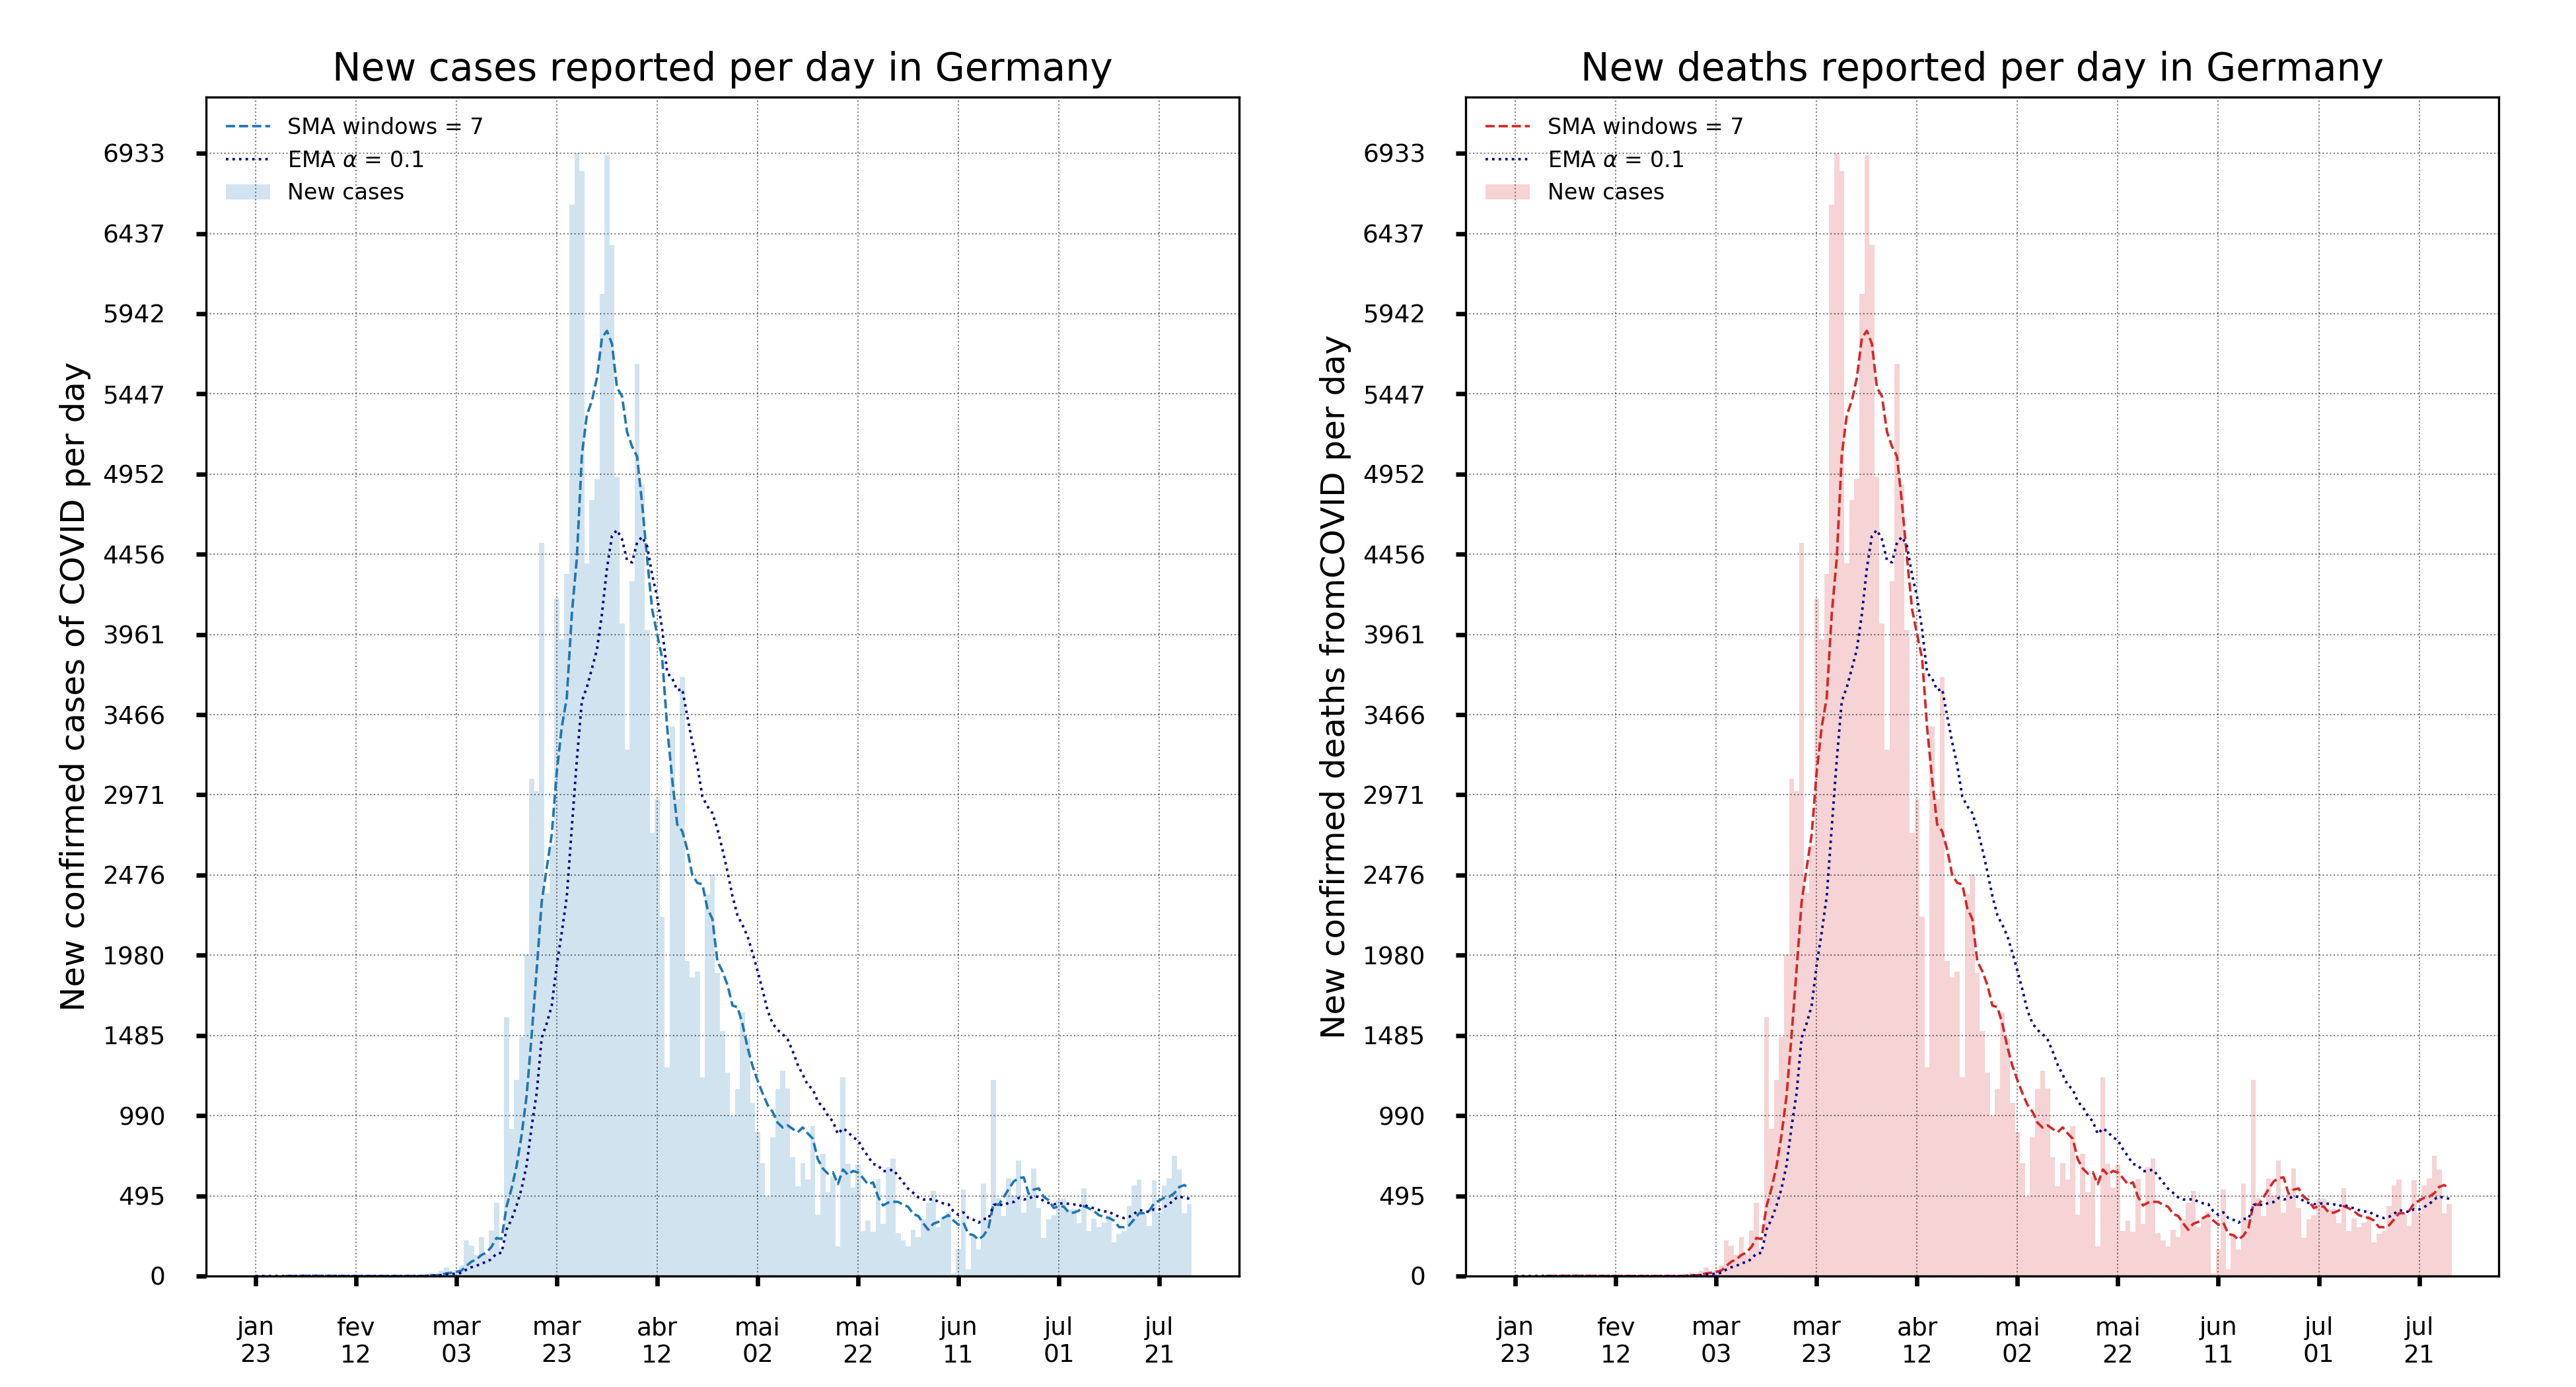 New cases reported per day in Germany
SMA windows = 7
EMA α = 0.1
New cases
New confirmed cases of COVID per day
6933
6437
5942
5447
4952
4456
3961
3466
2971
2476
1980
1485
990
495
0
jan
23
fev
12
mar
03
mar
23
abr
12
mai
02
mai
22
jun
11
jul
01
jul
21
New deaths reported per day in Germany
SMA windows = 7
EMA α = 0.1
New cases
New confirmed deaths fromCOVID per day
6933
6437
5942
5447
4952
4456
3961
3466
2971
2476
1980
1485
990
495
0
jan
23
fev
12
mar
03
mar
23
abr
12
mai
02
mai
22
jun
11
jul
01
jul
21